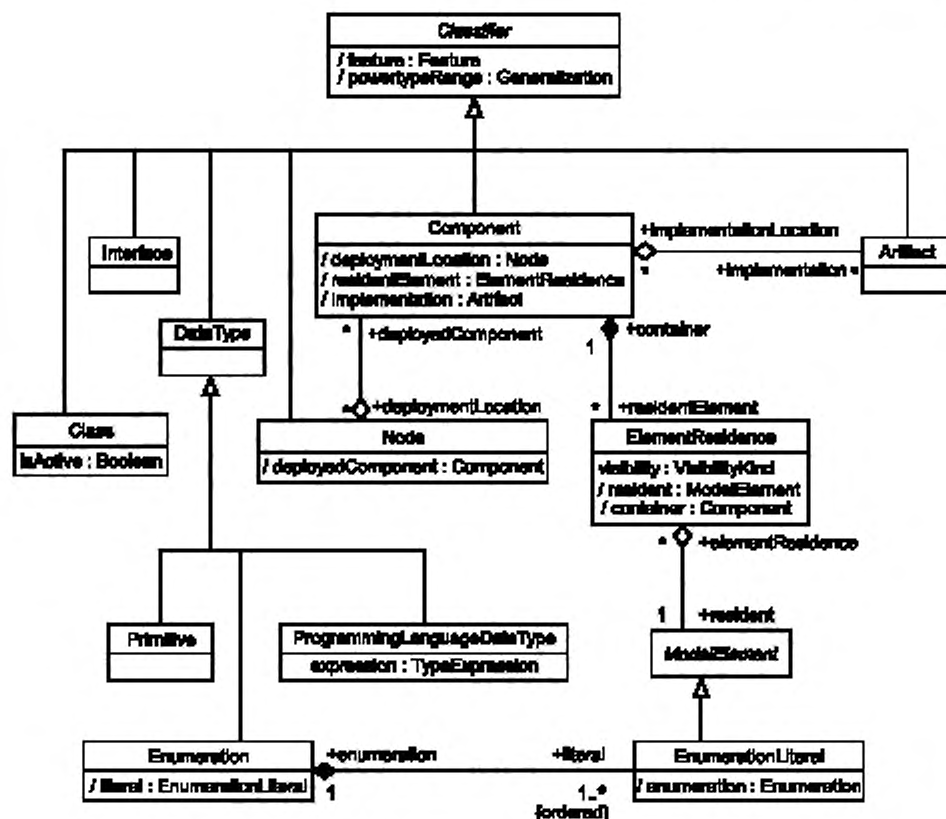 Classifier
/ feature : Feature
/ powertypeRange : Generalization
Component
/ deploymentLocation : Node
/ residentElement : ElementResidence
/ implementation : Artifact
+implementationLocation
*
+implementation *
Artifact
Interface
DataType
*
+deployedComponent
+container
1
Class
isActive : Boolean
* +deploymentLocation
Node
/ deployedComponent : Component
* +residentElement
ElementResidence
visibility : VisibilityKind
/ resident : ModelElement
/ container : Component
* +elementResidence
1 +resident
ModelElement
Primitive
ProgrammingLanguageDataType
expression : TypeExpression
Enumeration
/ literal : EnumerationLiteral
+enumeration
1
+literal
1..*
{ordered}
EnumerationLiteral
/ enumeration : Enumeration